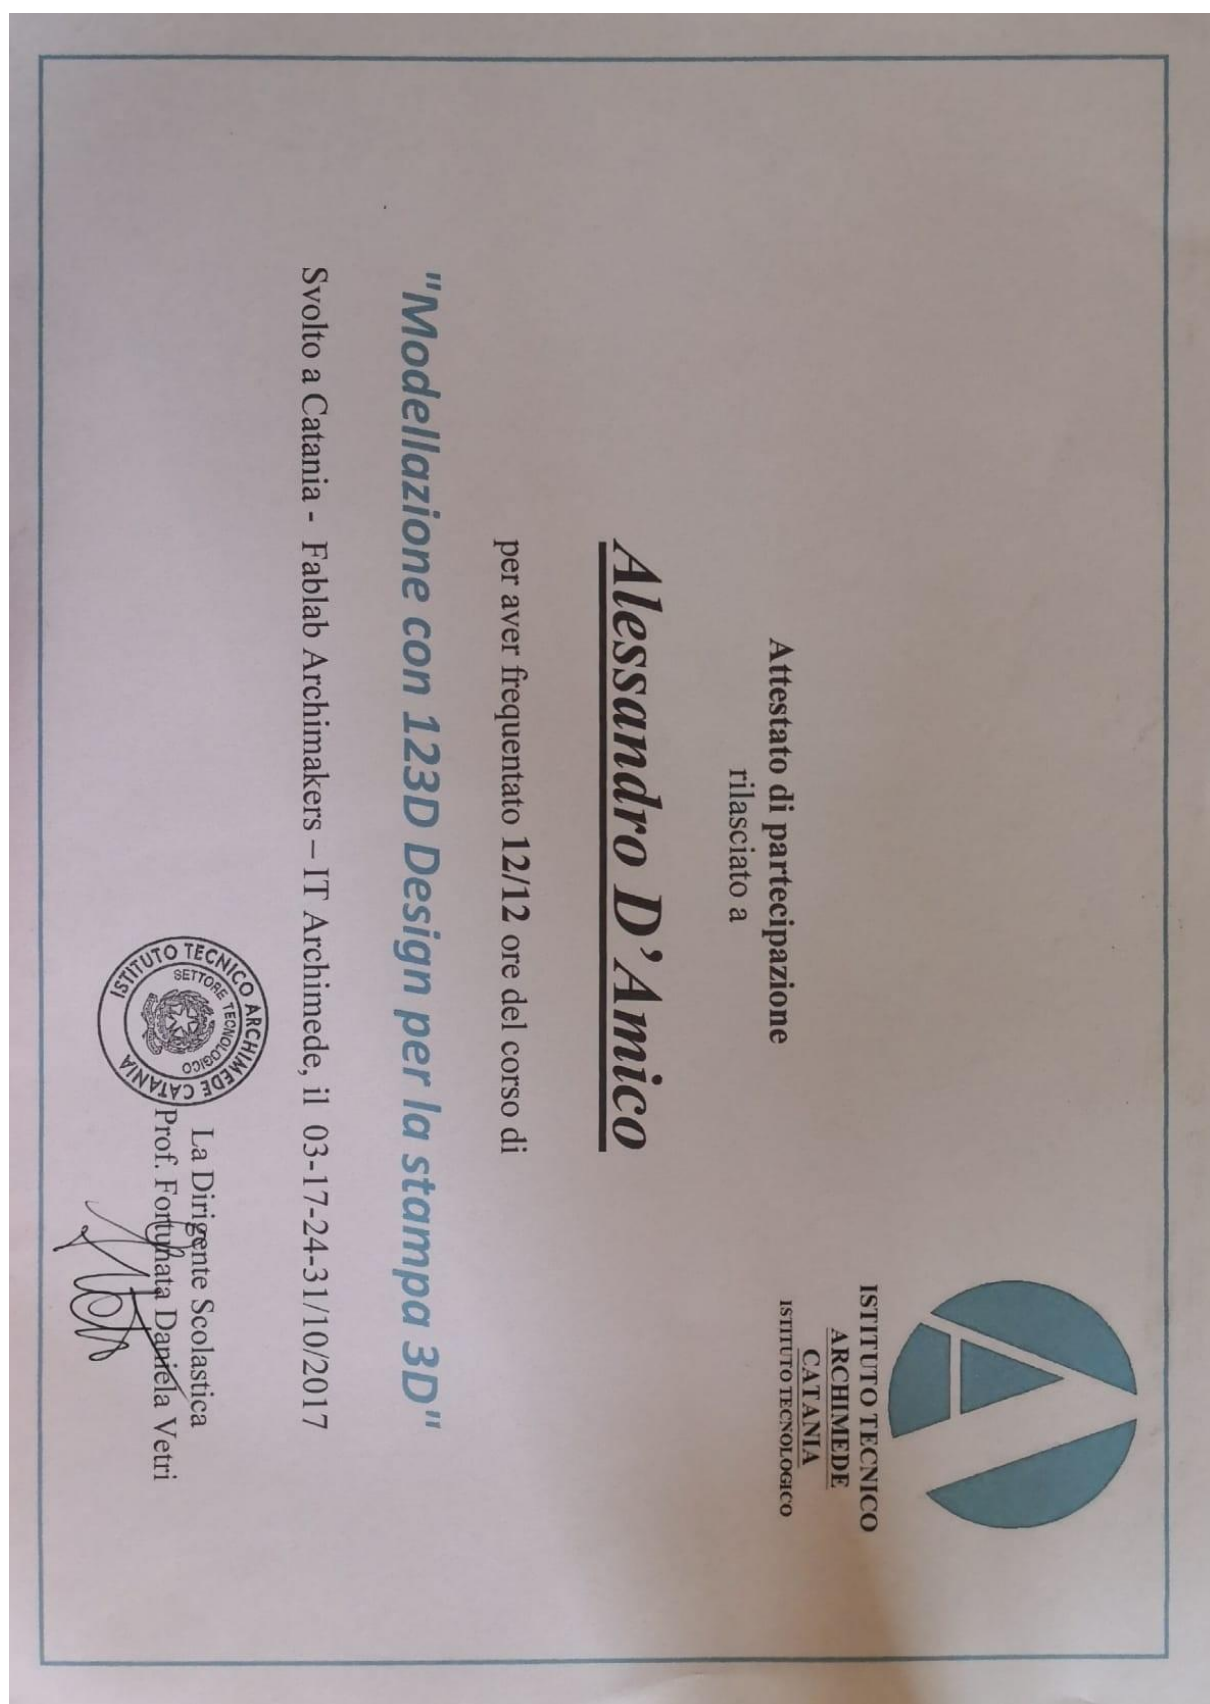 ISTITUTO TECNICO
ARCHIMEDE
CATANIA
ISTITUTO TECNOLOGICO
Attestato di partecipazione
rilasciato a
Alessandro D’Amico
per aver frequentato 12/12 ore del corso di
"Modellazione con 123D Design per la stampa 3D"
Svolto a Catania - Fablab Archimakers – IT Archimede, il 03-17-24-31/10/2017
ISTITUTO TECNICO ARCHIMEDE CATANIA
SETTORE TECNOLOGICO
La Dirigente Scolastica
Prof. Fortunata Daniela Vetri